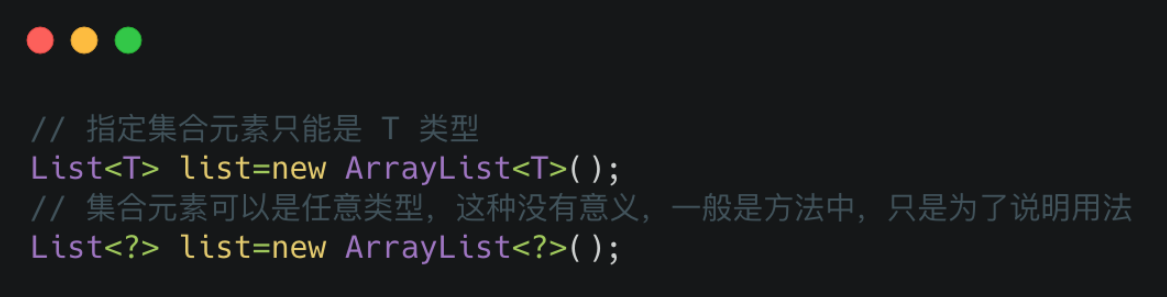 // 指定集合元素只能是 T 类型
List<T> list=new ArrayList<T>();
// 集合元素可以是任意类型，这种没有意义，一般是方法中，只是为了说明用法
List<?> list=new ArrayList<?>();